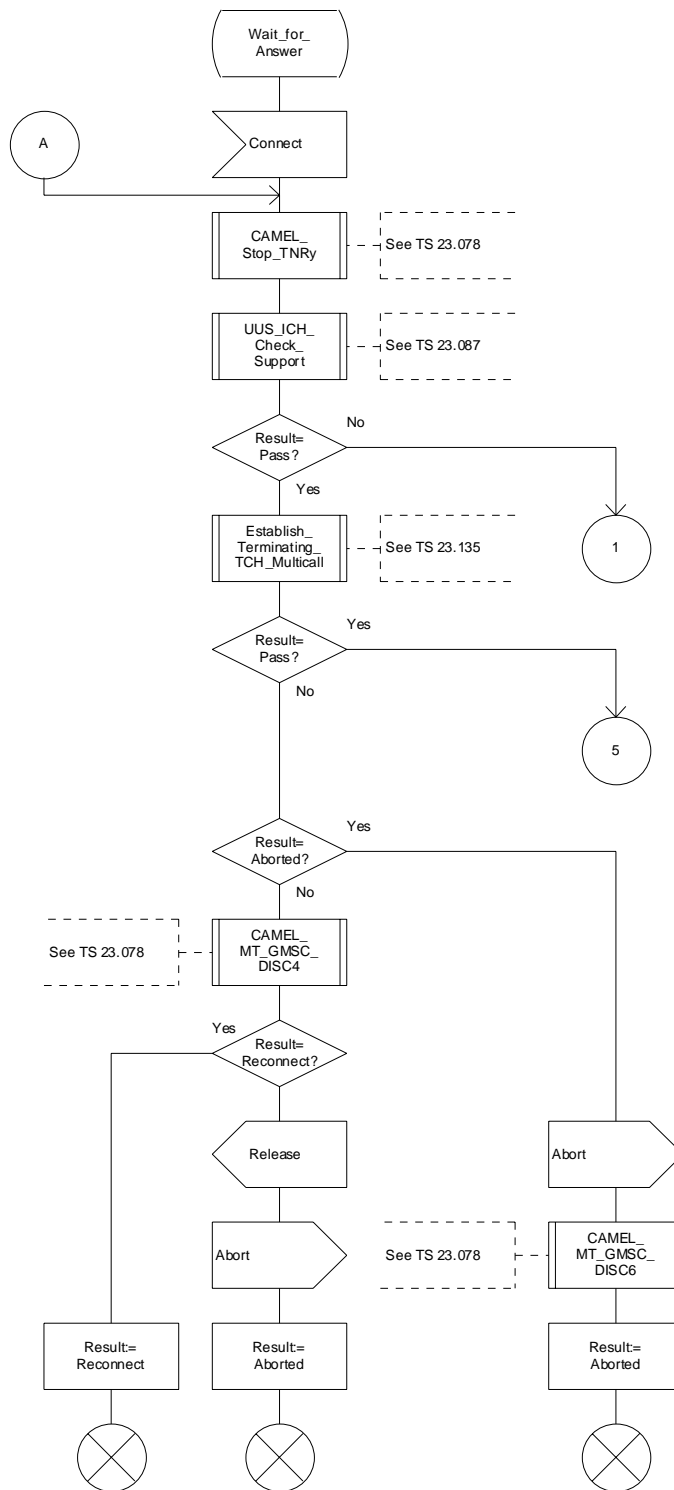 Wait_for_
Answer
A
Connect
CAMEL_
Stop_TNRy
See TS 23.078
UUS_ICH_
Check_
Support
See TS 23.087
Result=
Pass?
No
Yes
Establish_
Terminating_
TCH_Multicall
See TS 23.135
1
Result=
Pass?
Yes
No
5
Result=
Aborted?
Yes
No
See TS 23.078
CAMEL_
MT_GMSC_
DISC4
Yes
Result=
Reconnect?
Release
Abort
Abort
See TS 23.078
CAMEL_
MT_GMSC_
DISC6
Result:=
Reconnect
Result:=
Aborted
Result:=
Aborted